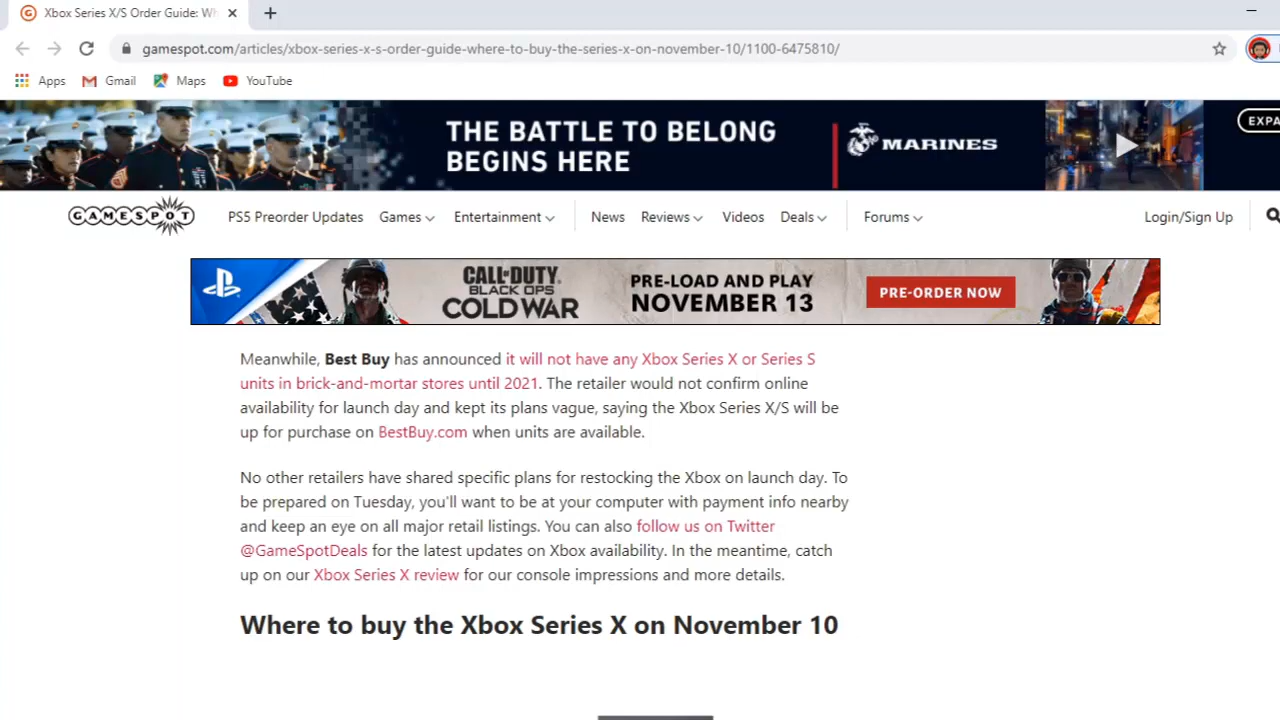 Xbox Series X/S Order Guide: Wh
gamespot.com/articles/xbox-series-x-s-order-guide-where-to-buy-the-series-x-on-november-10/1100-6475810/
Apps Gmail Maps YouTube
THE BATTLE TO BELONG
BEGINS HERE
MARINES
EXPA
GAMESPOT PS5 Preorder Updates Games Entertainment News Reviews Videos Deals Forums Login/Sign Up
CALL OF DUTY
BLACK OPS
COLD WAR
PRE-LOAD AND PLAY
NOVEMBER 13
PRE-ORDER NOW
Meanwhile, Best Buy has announced it will not have any Xbox Series X or Series S
units in brick-and-mortar stores until 2021. The retailer would not confirm online
availability for launch day and kept its plans vague, saying the Xbox Series X/S will be
up for purchase on BestBuy.com when units are available.
No other retailers have shared specific plans for restocking the Xbox on launch day. To
be prepared on Tuesday, you'll want to be at your computer with payment info nearby
and keep an eye on all major retail listings. You can also follow us on Twitter
@GameSpotDeals for the latest updates on Xbox availability. In the meantime, catch
up on our Xbox Series X review for our console impressions and more details.
Where to buy the Xbox Series X on November 10